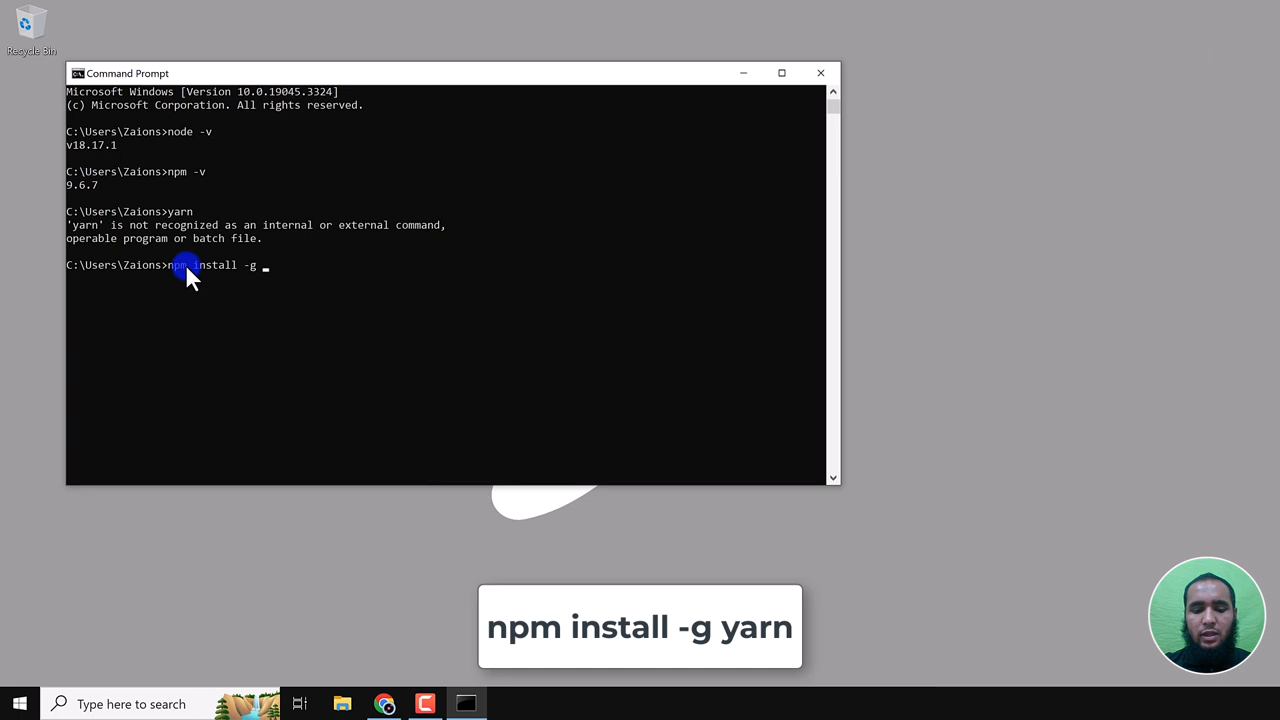 Recycle Bin
Command Prompt
Microsoft Windows [Version 10.0.19045.3324]
(c) Microsoft Corporation. All rights reserved.
C:\Users\Zaions>node -v
v18.17.1
C:\Users\Zaions>npm -v
9.6.7
C:\Users\Zaions>yarn
'yarn' is not recognized as an internal or external command,
operable program or batch file.
C:\Users\Zaions>npm install -g _
npm install -g yarn
Type here to search